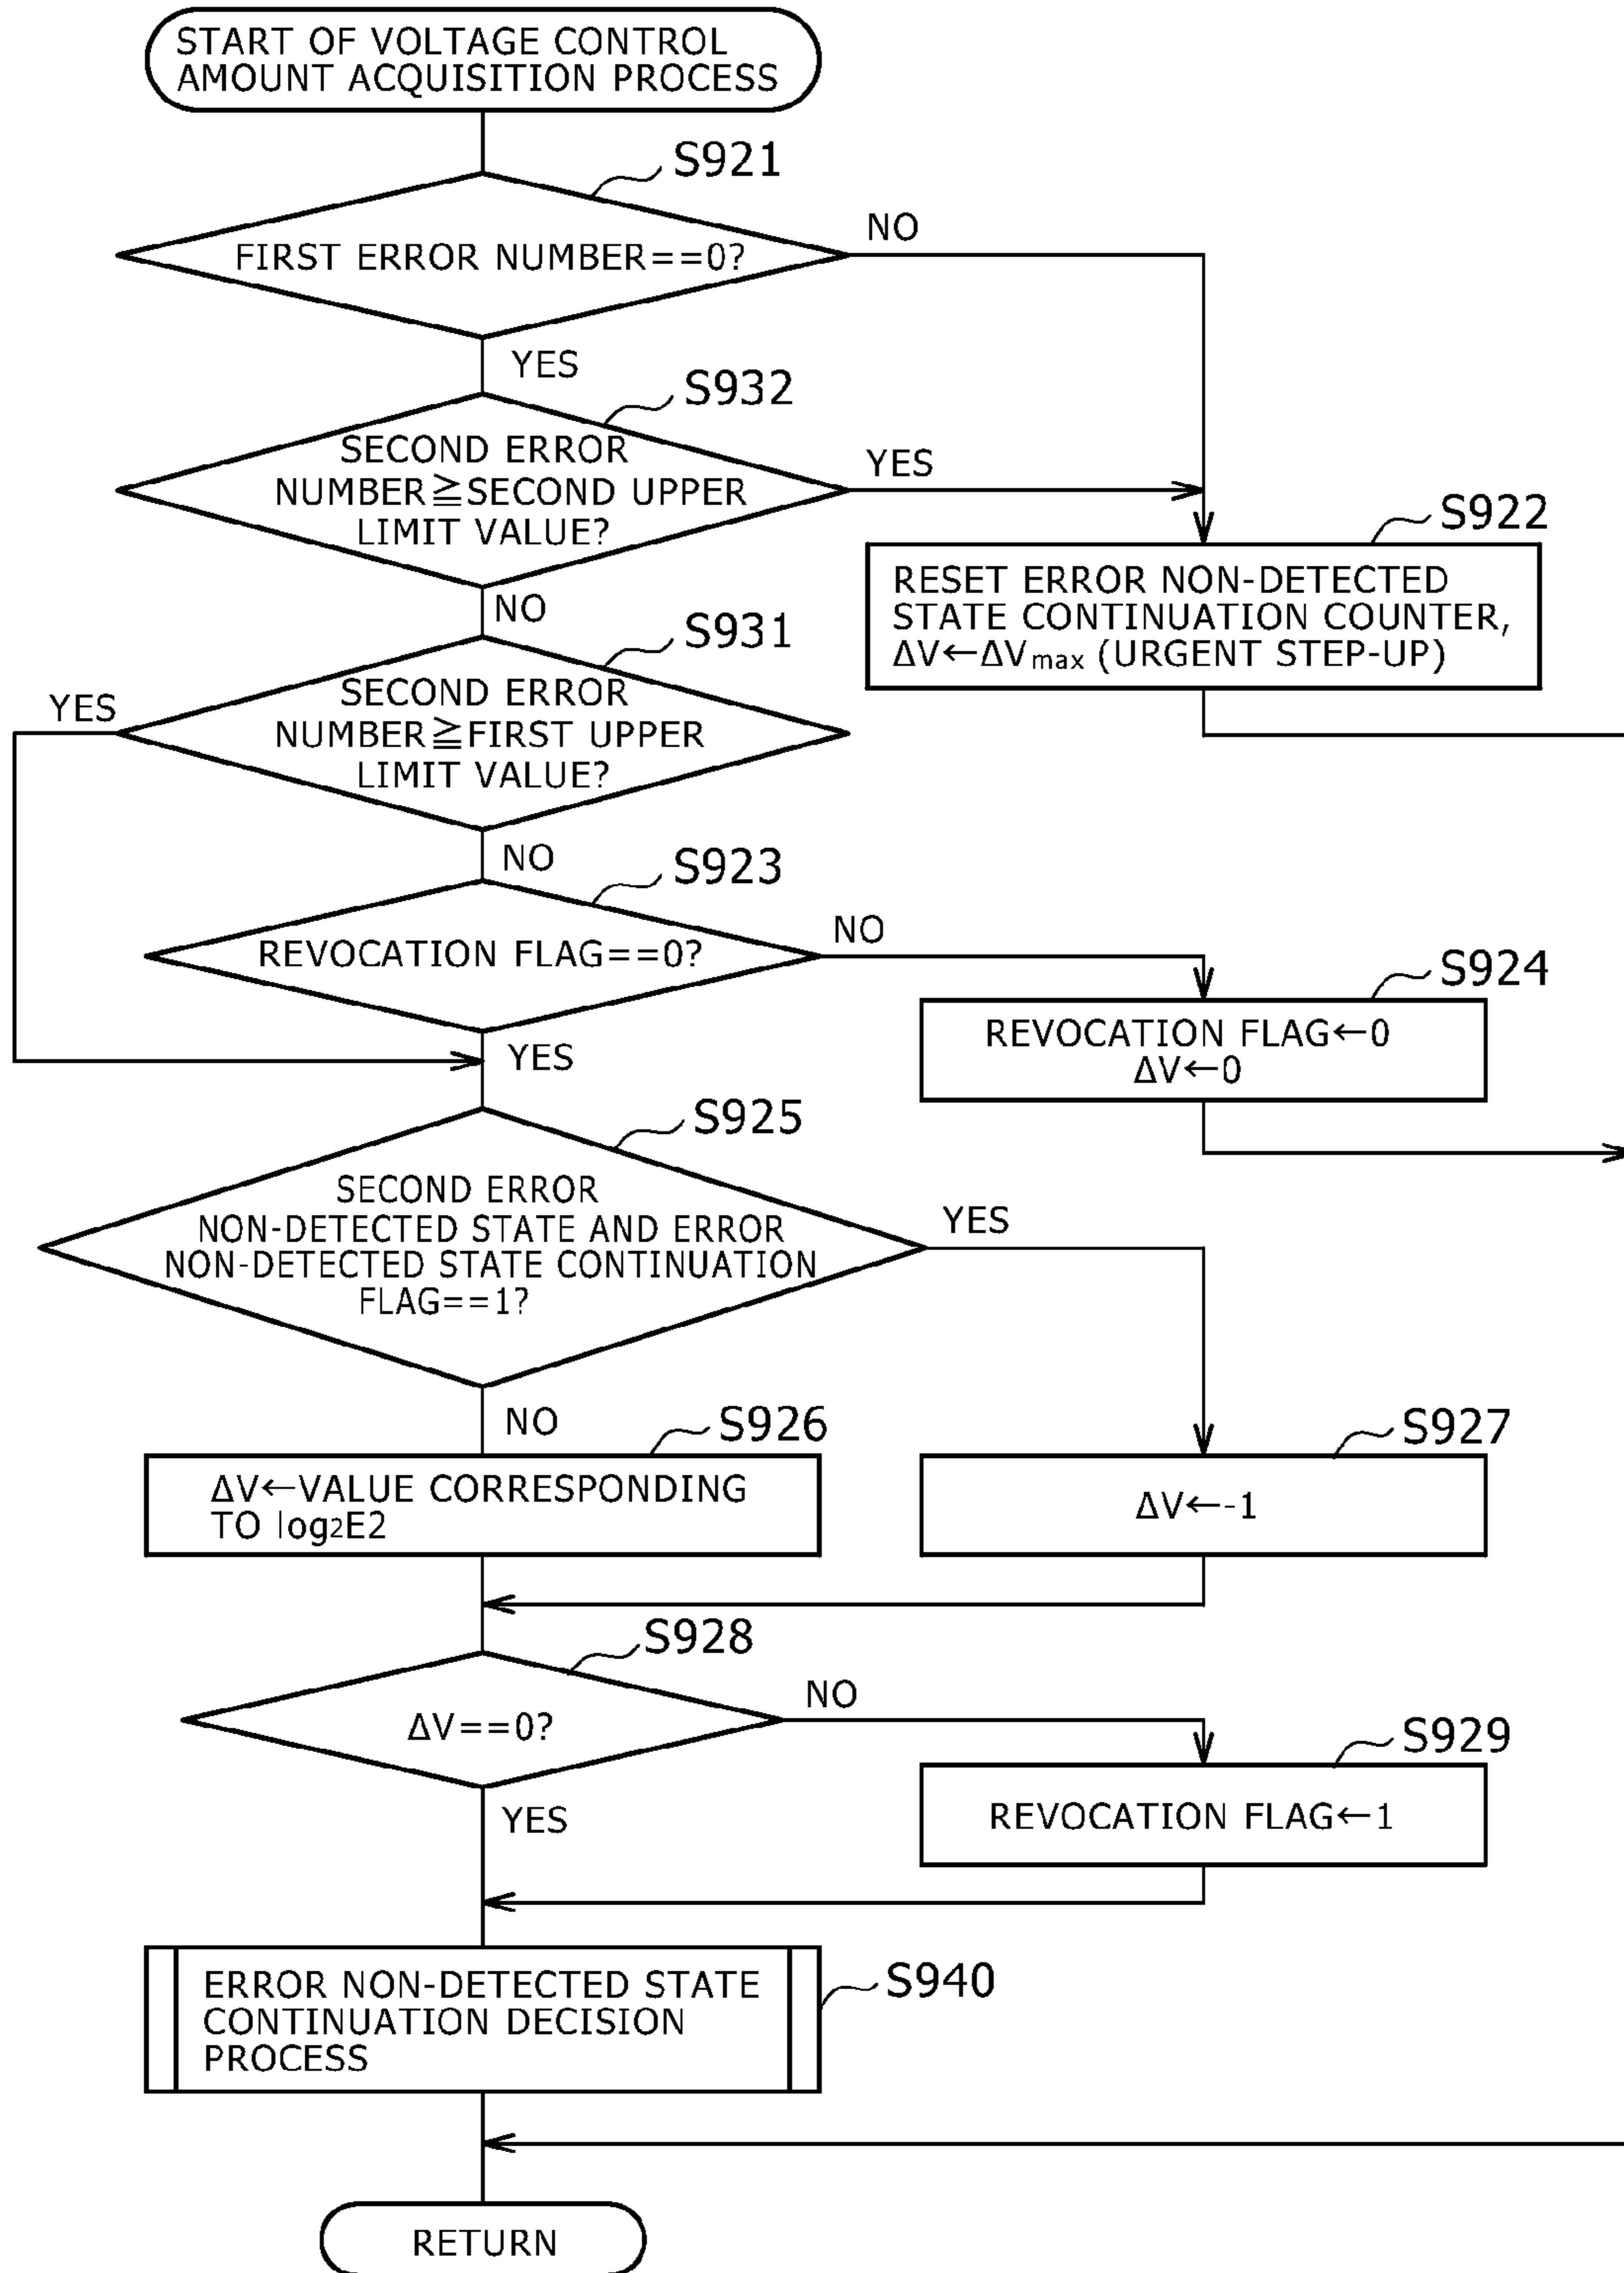 START OF VOLTAGE CONTROL
AMOUNT ACQUISITION PROCESS
S921
FIRST ERROR NUMBER==0?
NO
YES
S932
SECOND ERROR
NUMBER≧SECOND UPPER
LIMIT VALUE?
YES
NO
S922
RESET ERROR NON-DETECTED
STATE CONTINUATION COUNTER,
ΔV←ΔVmax (URGENT STEP-UP)
S931
SECOND ERROR
NUMBER≧FIRST UPPER
LIMIT VALUE?
YES
NO
S923
REVOCATION FLAG==0?
NO
YES
S924
REVOCATION FLAG←0
ΔV←0
S925
SECOND ERROR
NON-DETECTED STATE AND ERROR
NON-DETECTED STATE CONTINUATION
FLAG==1?
YES
NO
S926
ΔV←VALUE CORRESPONDING
TO log2E2
S927
ΔV←-1
S928
ΔV==0?
NO
YES
S929
REVOCATION FLAG←1
S940
ERROR NON-DETECTED STATE
CONTINUATION DECISION
PROCESS
RETURN